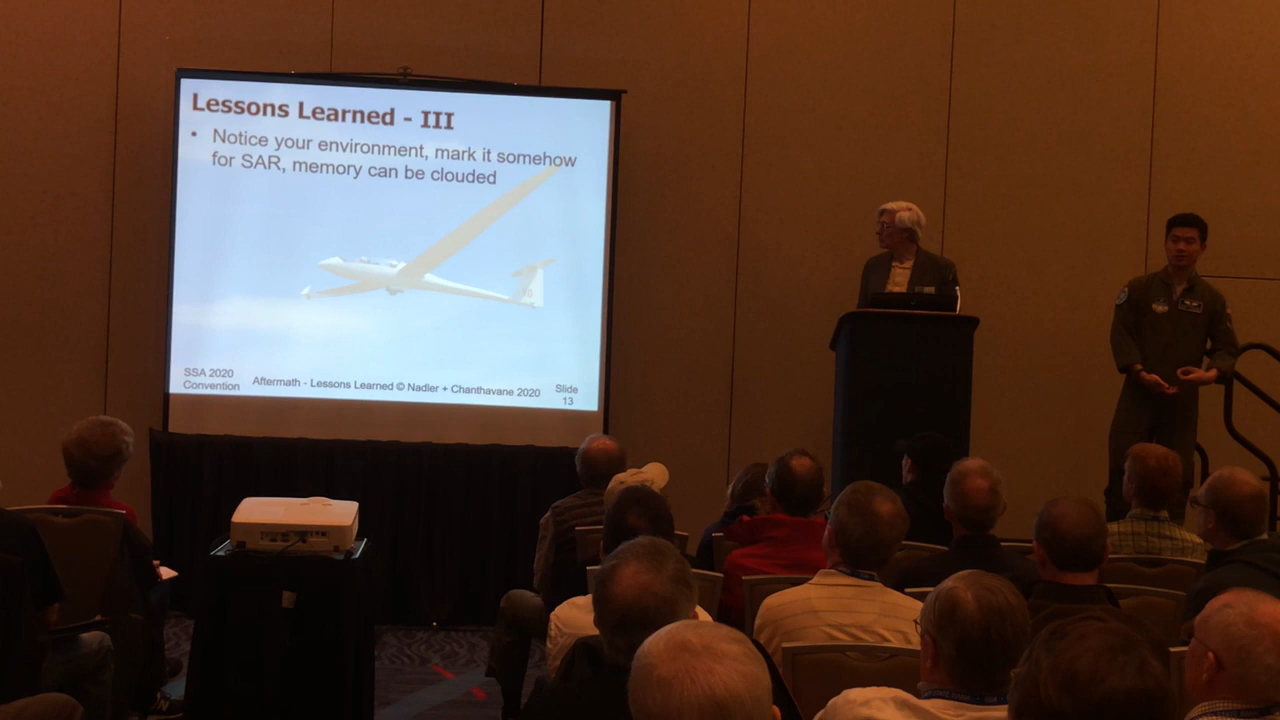 Lessons Learned - III
• Notice your environment, mark it somehow
for SAR, memory can be clouded
SSA 2020
Convention
Aftermath - Lessons Learned © Nadler + Chanthavane 2020
Slide
13